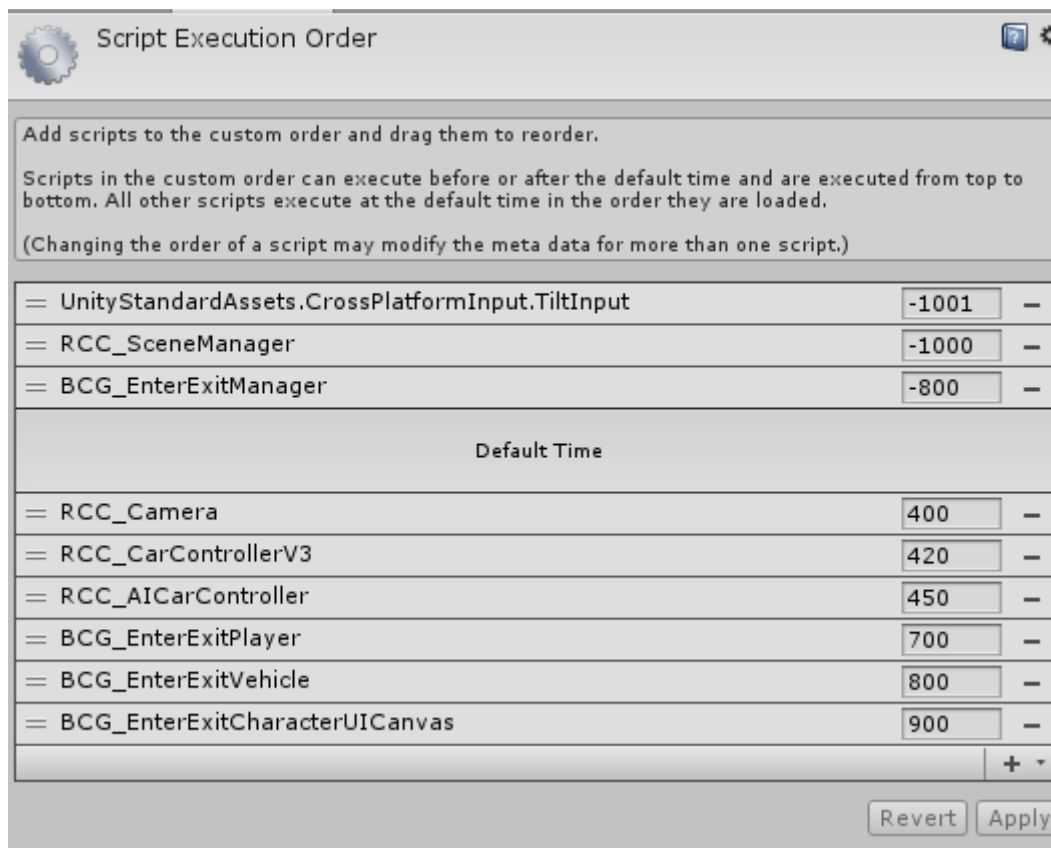 Script Execution Order
Add scripts to the custom order and drag them to reorder.
Scripts in the custom order can execute before or after the default time and are executed from top to
bottom. All other scripts execute at the default time in the order they are loaded.
(Changing the order of a script may modify the meta data for more than one script.)
UnityStandardAssets.CrossPlatformInput.TiltInput -1001
RCC_SceneManager -1000
BCG_EnterExitManager -800
Default Time
RCC_Camera 400
RCC_CarControllerV3 420
RCC_AICarController 450
BCG_EnterExitPlayer 700
BCG_EnterExitVehicle 800
BCG_EnterExitCharacterUICanvas 900
Revert Apply